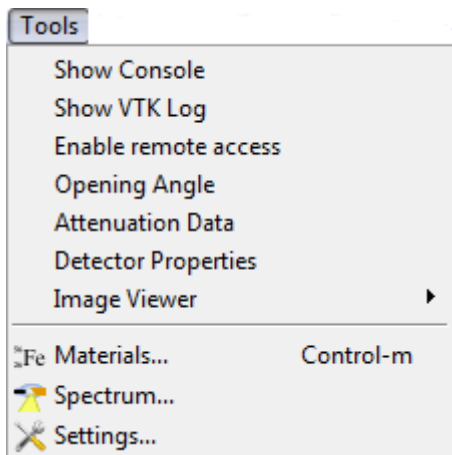 Tools
Show Console
Show VTK Log
Enable remote access
Opening Angle
Attenuation Data
Detector Properties
Image Viewer
Fe Materials... Control-m
Spectrum...
Settings...